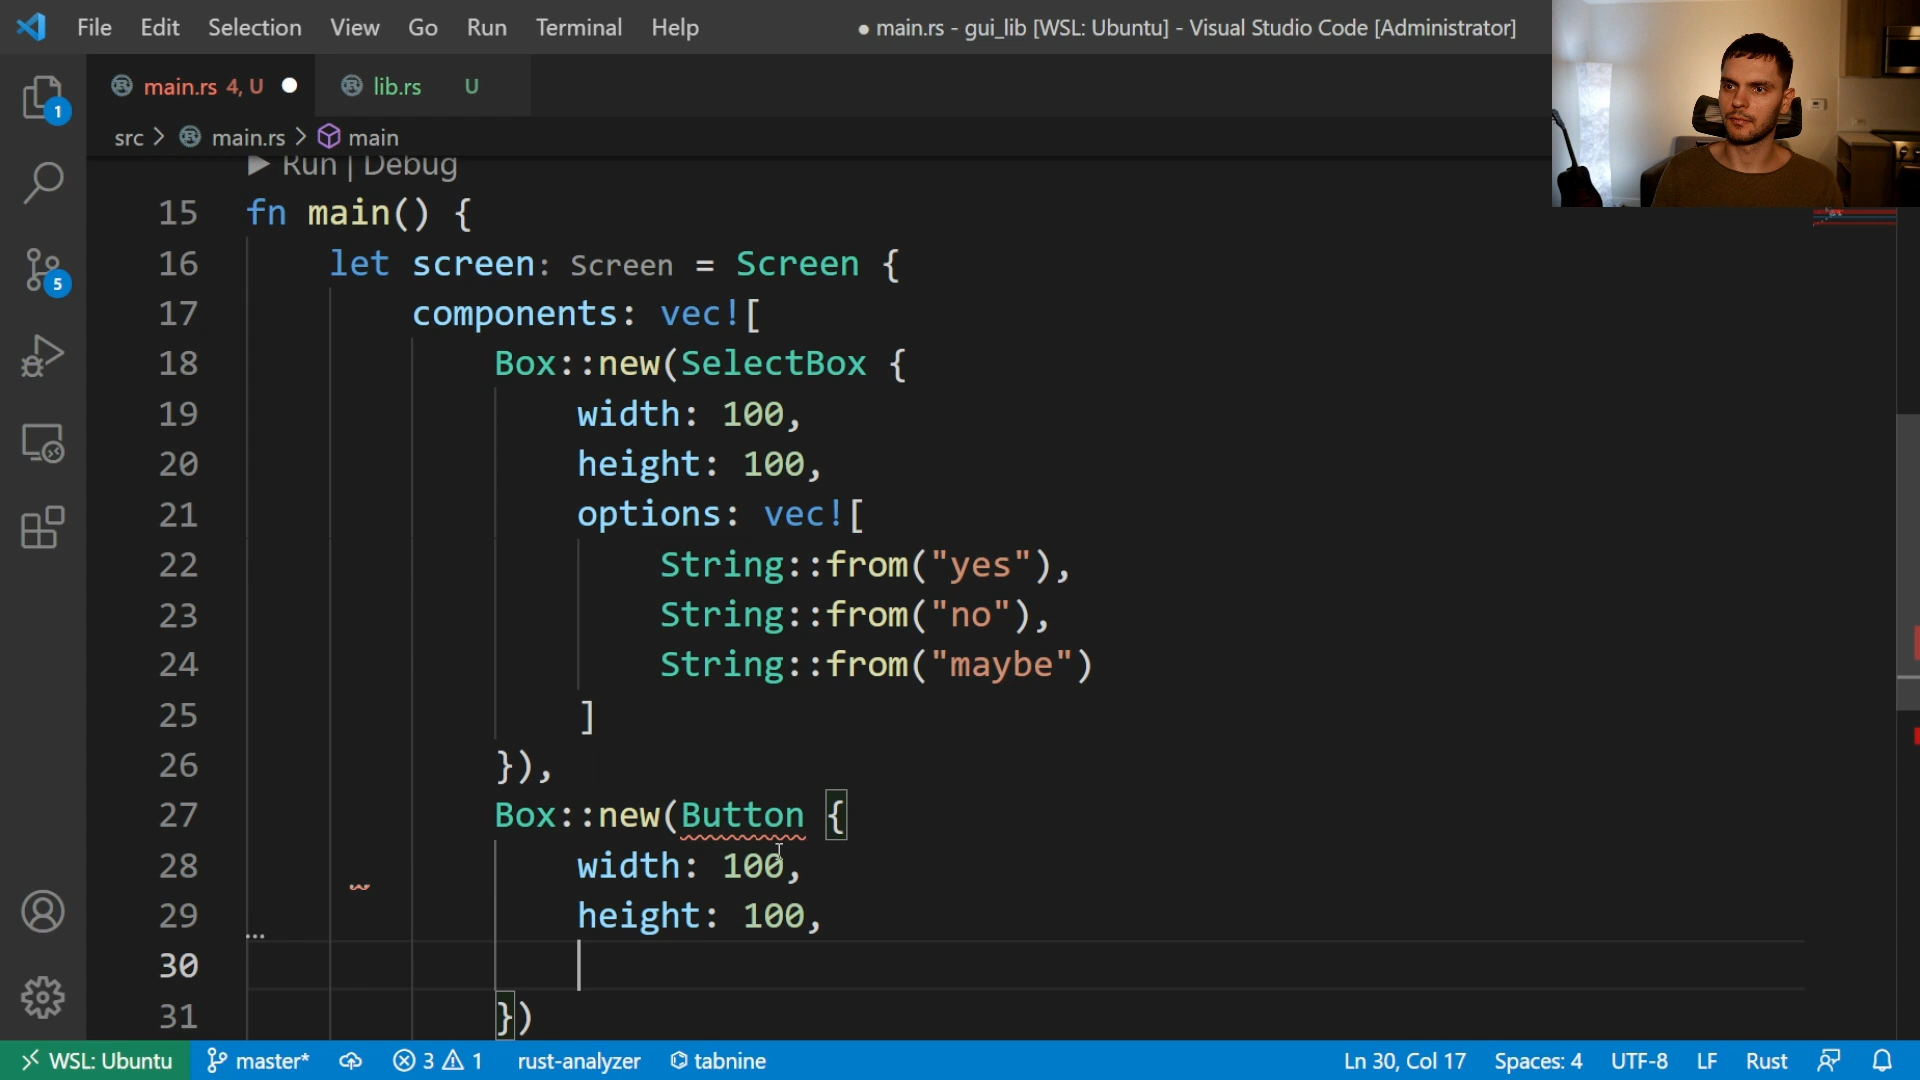 File Edit Selection View Go Run Terminal Help ● main.rs - gui_lib [WSL: Ubuntu] - Visual Studio Code [Administrator]
main.rs 4, U ● lib.rs U
1
src > main.rs > main
▶ Run | Debug
15 fn main() {
16 let screen: Screen = Screen {
17 components: vec![
18 Box::new(SelectBox {
19 width: 100,
20 height: 100,
21 options: vec![
22 String::from("yes"),
23 String::from("no"),
24 String::from("maybe")
25 ]
26 }),
27 Box::new(Button {
28 width: 100,
29 height: 100,
30
31 })
5
WSL: Ubuntu master* 3 1 rust-analyzer tabnine Ln 30, Col 17 Spaces: 4 UTF-8 LF Rust